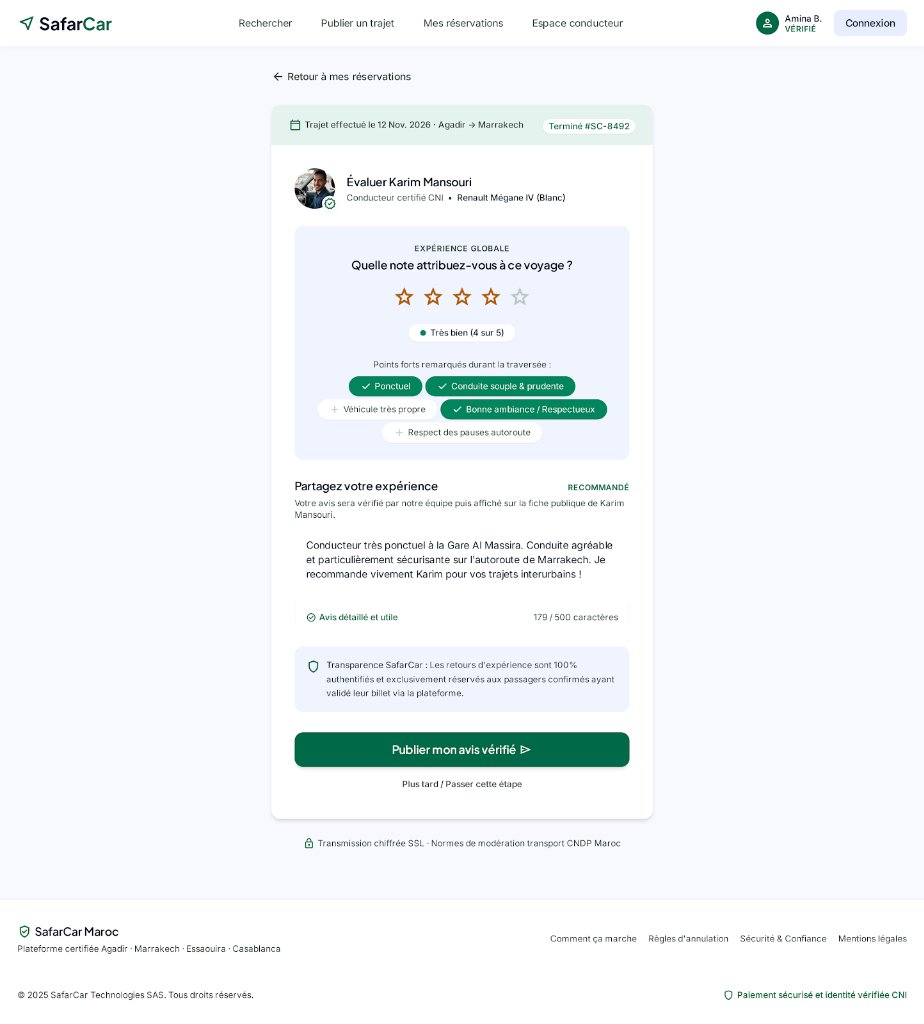 SafarCar
Rechercher
Publier un trajet
Mes réservations
Espace conducteur
Amina B.
VÉRIFIÉ
Connexion
Retour à mes réservations
Trajet effectué le 12 Nov. 2026 · Agadir → Marrakech
Terminé #SC-8492
Évaluer Karim Mansouri
Conducteur certifié CNI • Renault Mégane IV (Blanc)
EXPÉRIENCE GLOBALE
Quelle note attribuez-vous à ce voyage ?
Très bien (4 sur 5)
Points forts remarqués durant la traversée :
Ponctuel
Conduite souple & prudente
Véhicule très propre
Bonne ambiance / Respectueux
Respect des pauses autoroute
Partagez votre expérience
RECOMMANDÉ
Votre avis sera vérifié par notre équipe puis affiché sur la fiche publique de Karim
Mansouri.
Conducteur très ponctuel à la Gare Al Massira. Conduite agréable
et particulièrement sécurisante sur l'autoroute de Marrakech. Je
recommande vivement Karim pour vos trajets interurbains !
Avis détaillé et utile
179 / 500 caractères
Transparence SafarCar : Les retours d'expérience sont 100%
authentifiés et exclusivement réservés aux passagers confirmés ayant
validé leur billet via la plateforme.
Publier mon avis vérifié
Plus tard / Passer cette étape
Transmission chiffrée SSL · Normes de modération transport CNDP Maroc
SafarCar Maroc
Plateforme certifiée Agadir · Marrakech · Essaouira · Casablanca
Comment ça marche
Règles d'annulation
Sécurité & Confiance
Mentions légales
© 2025 SafarCar Technologies SAS. Tous droits réservés.
Paiement sécurisé et identité vérifiée CNI